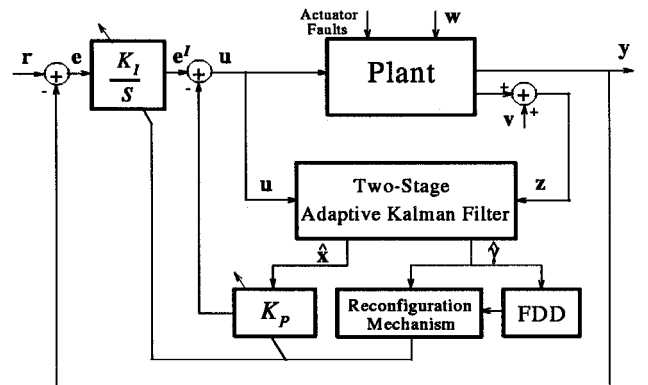 Actuator
Faults
w
r
e
K_I
S
e^I
u
Plant
y
+
+
+
-
-
+
v
+
u
Two-Stage
Adaptive Kalman Filter
z
x̂
γ̂
K_P
Reconfiguration
Mechanism
FDD